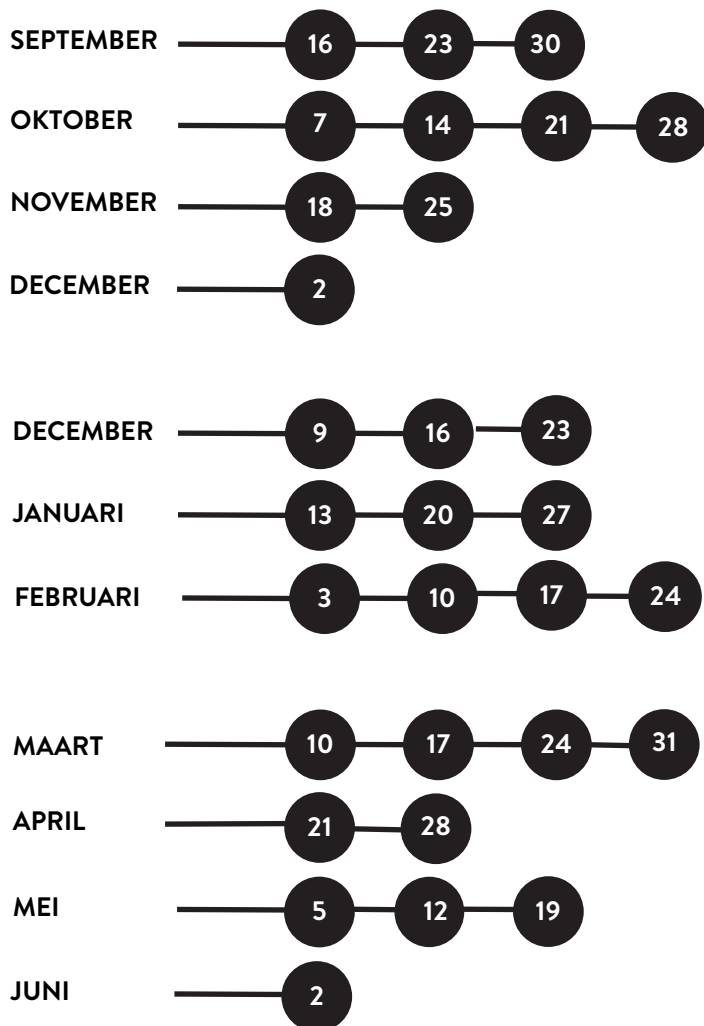 SEPTEMBER 16 23 30
OKTOBER 7 14 21 28
NOVEMBER 18 25
DECEMBER 2
DECEMBER 9 16 23
JANUARI 13 20 27
FEBRUARI 3 10 17 24
MAART 10 17 24 31
APRIL 21 28
MEI 5 12 19
JUNI 2